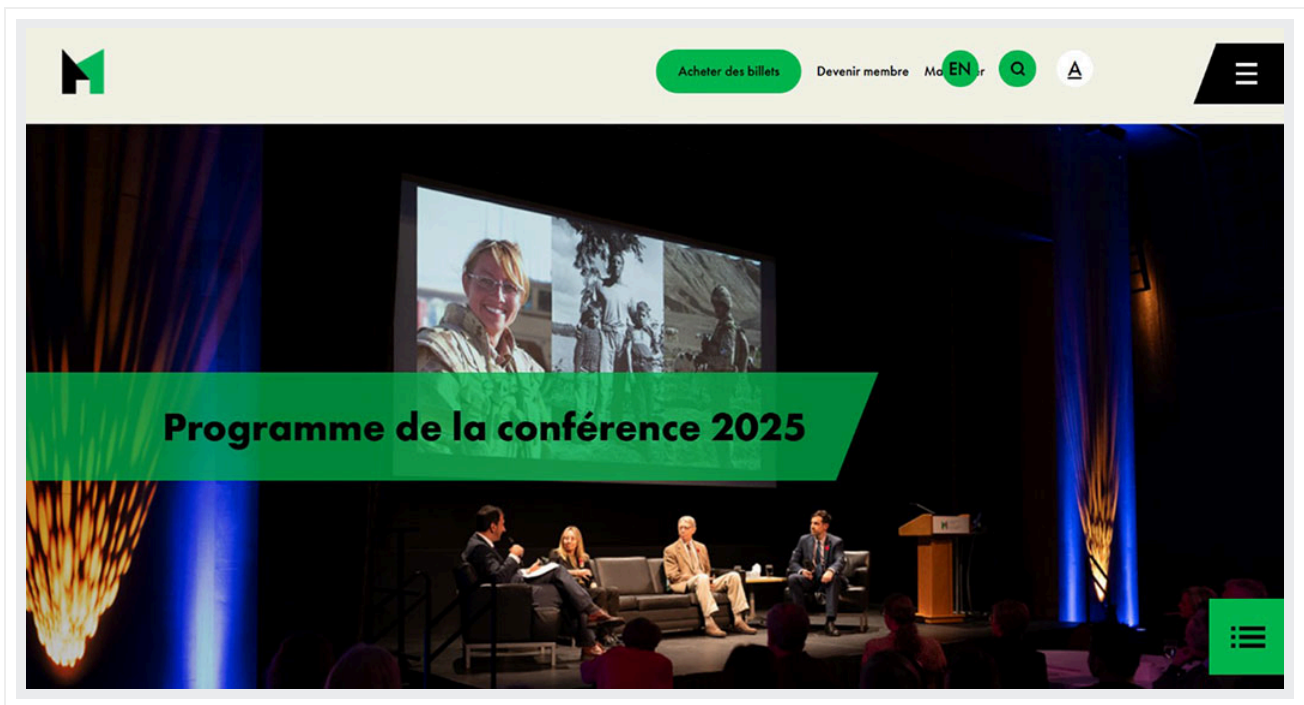 Acheter des billets
Devenir membre
EN
A
Programme de la conférence 2025